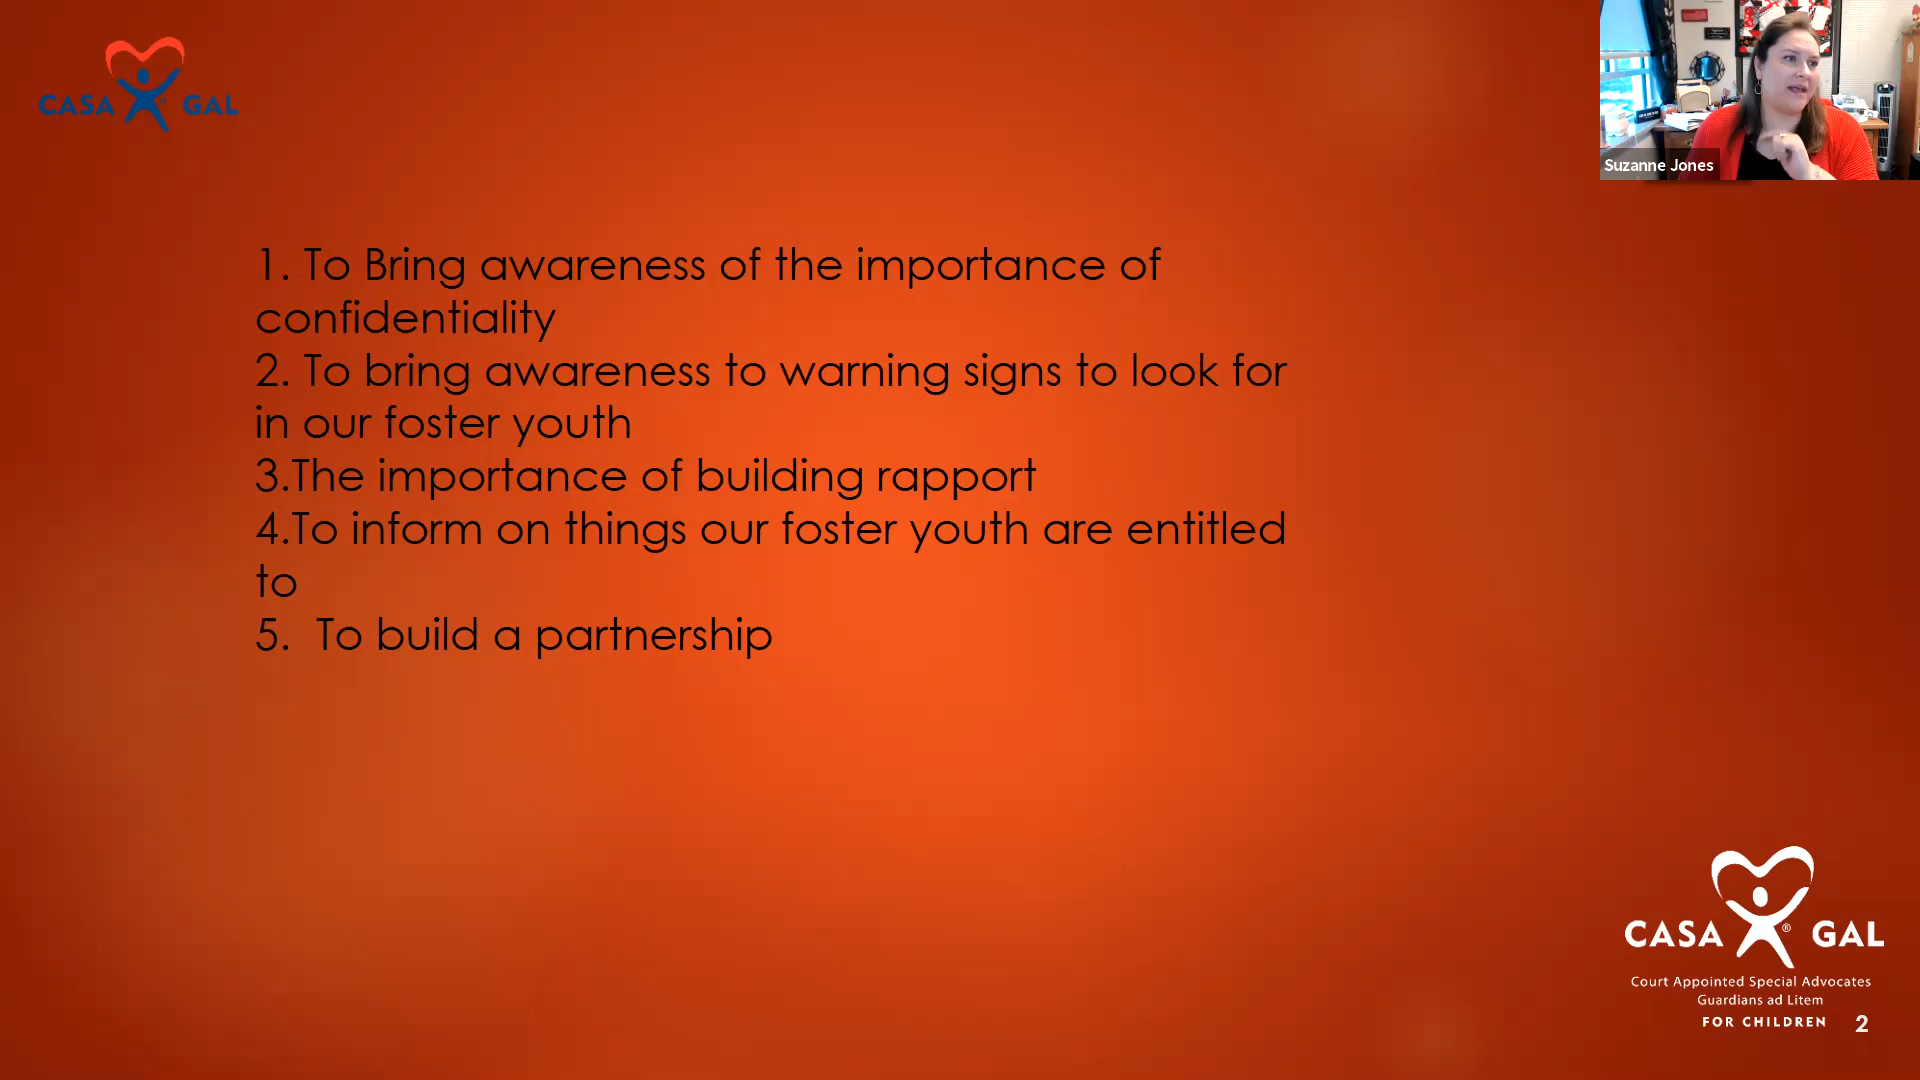 CASA GAL
Suzanne Jones
1. To Bring awareness of the importance of
confidentiality
2. To bring awareness to warning signs to look for
in our foster youth
3.The importance of building rapport
4.To inform on things our foster youth are entitled
to
5.  To build a partnership
CASA ® GAL
Court Appointed Special Advocates
Guardians ad Litem
FOR CHILDREN
2